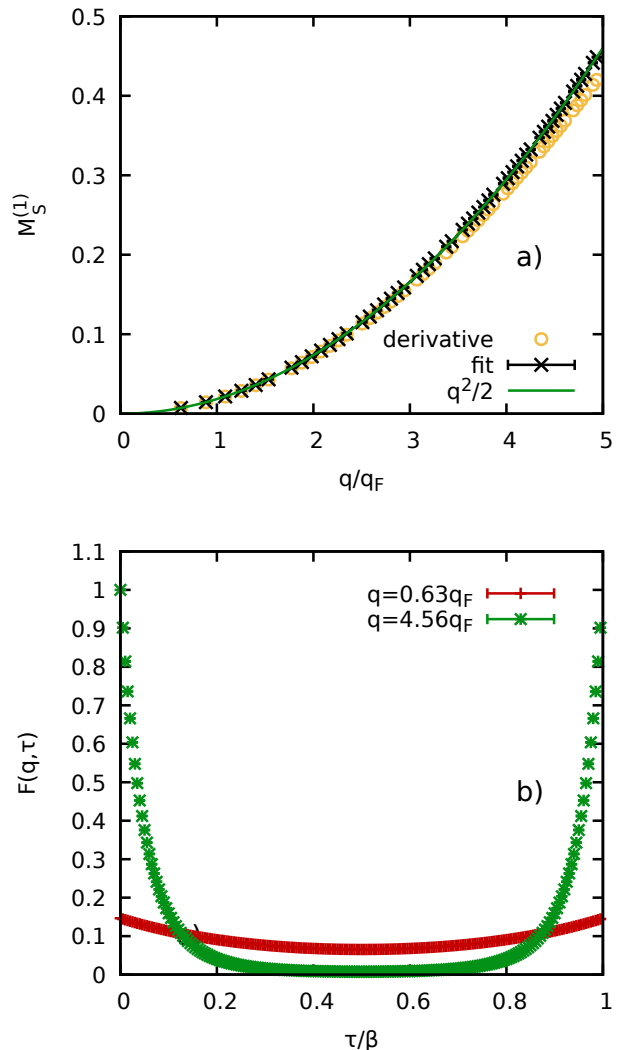 0.5
0.4
0.3
0.2
0.1
0
M_S^(1)
a)
derivative
fit
q²/2
0 1 2 3 4 5
q/q_F
1.1
1
0.9
0.8
0.7
0.6
0.5
0.4
0.3
0.2
0.1
0
F(q,τ)
q=0.63q_F
q=4.56q_F
b)
0 0.2 0.4 0.6 0.8 1
τ/β